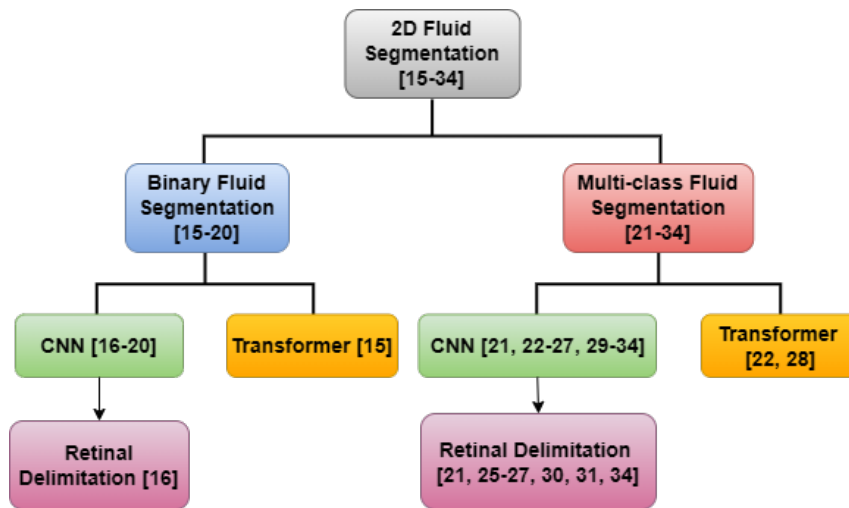 2D Fluid
Segmentation
[15-34]
Binary Fluid
Segmentation
[15-20]
Multi-class Fluid
Segmentation
[21-34]
CNN [16-20]
Transformer [15]
CNN [21, 22-27, 29-34]
Transformer
[22, 28]
Retinal
Delimitation [16]
Retinal Delimitation
[21, 25-27, 30, 31, 34]